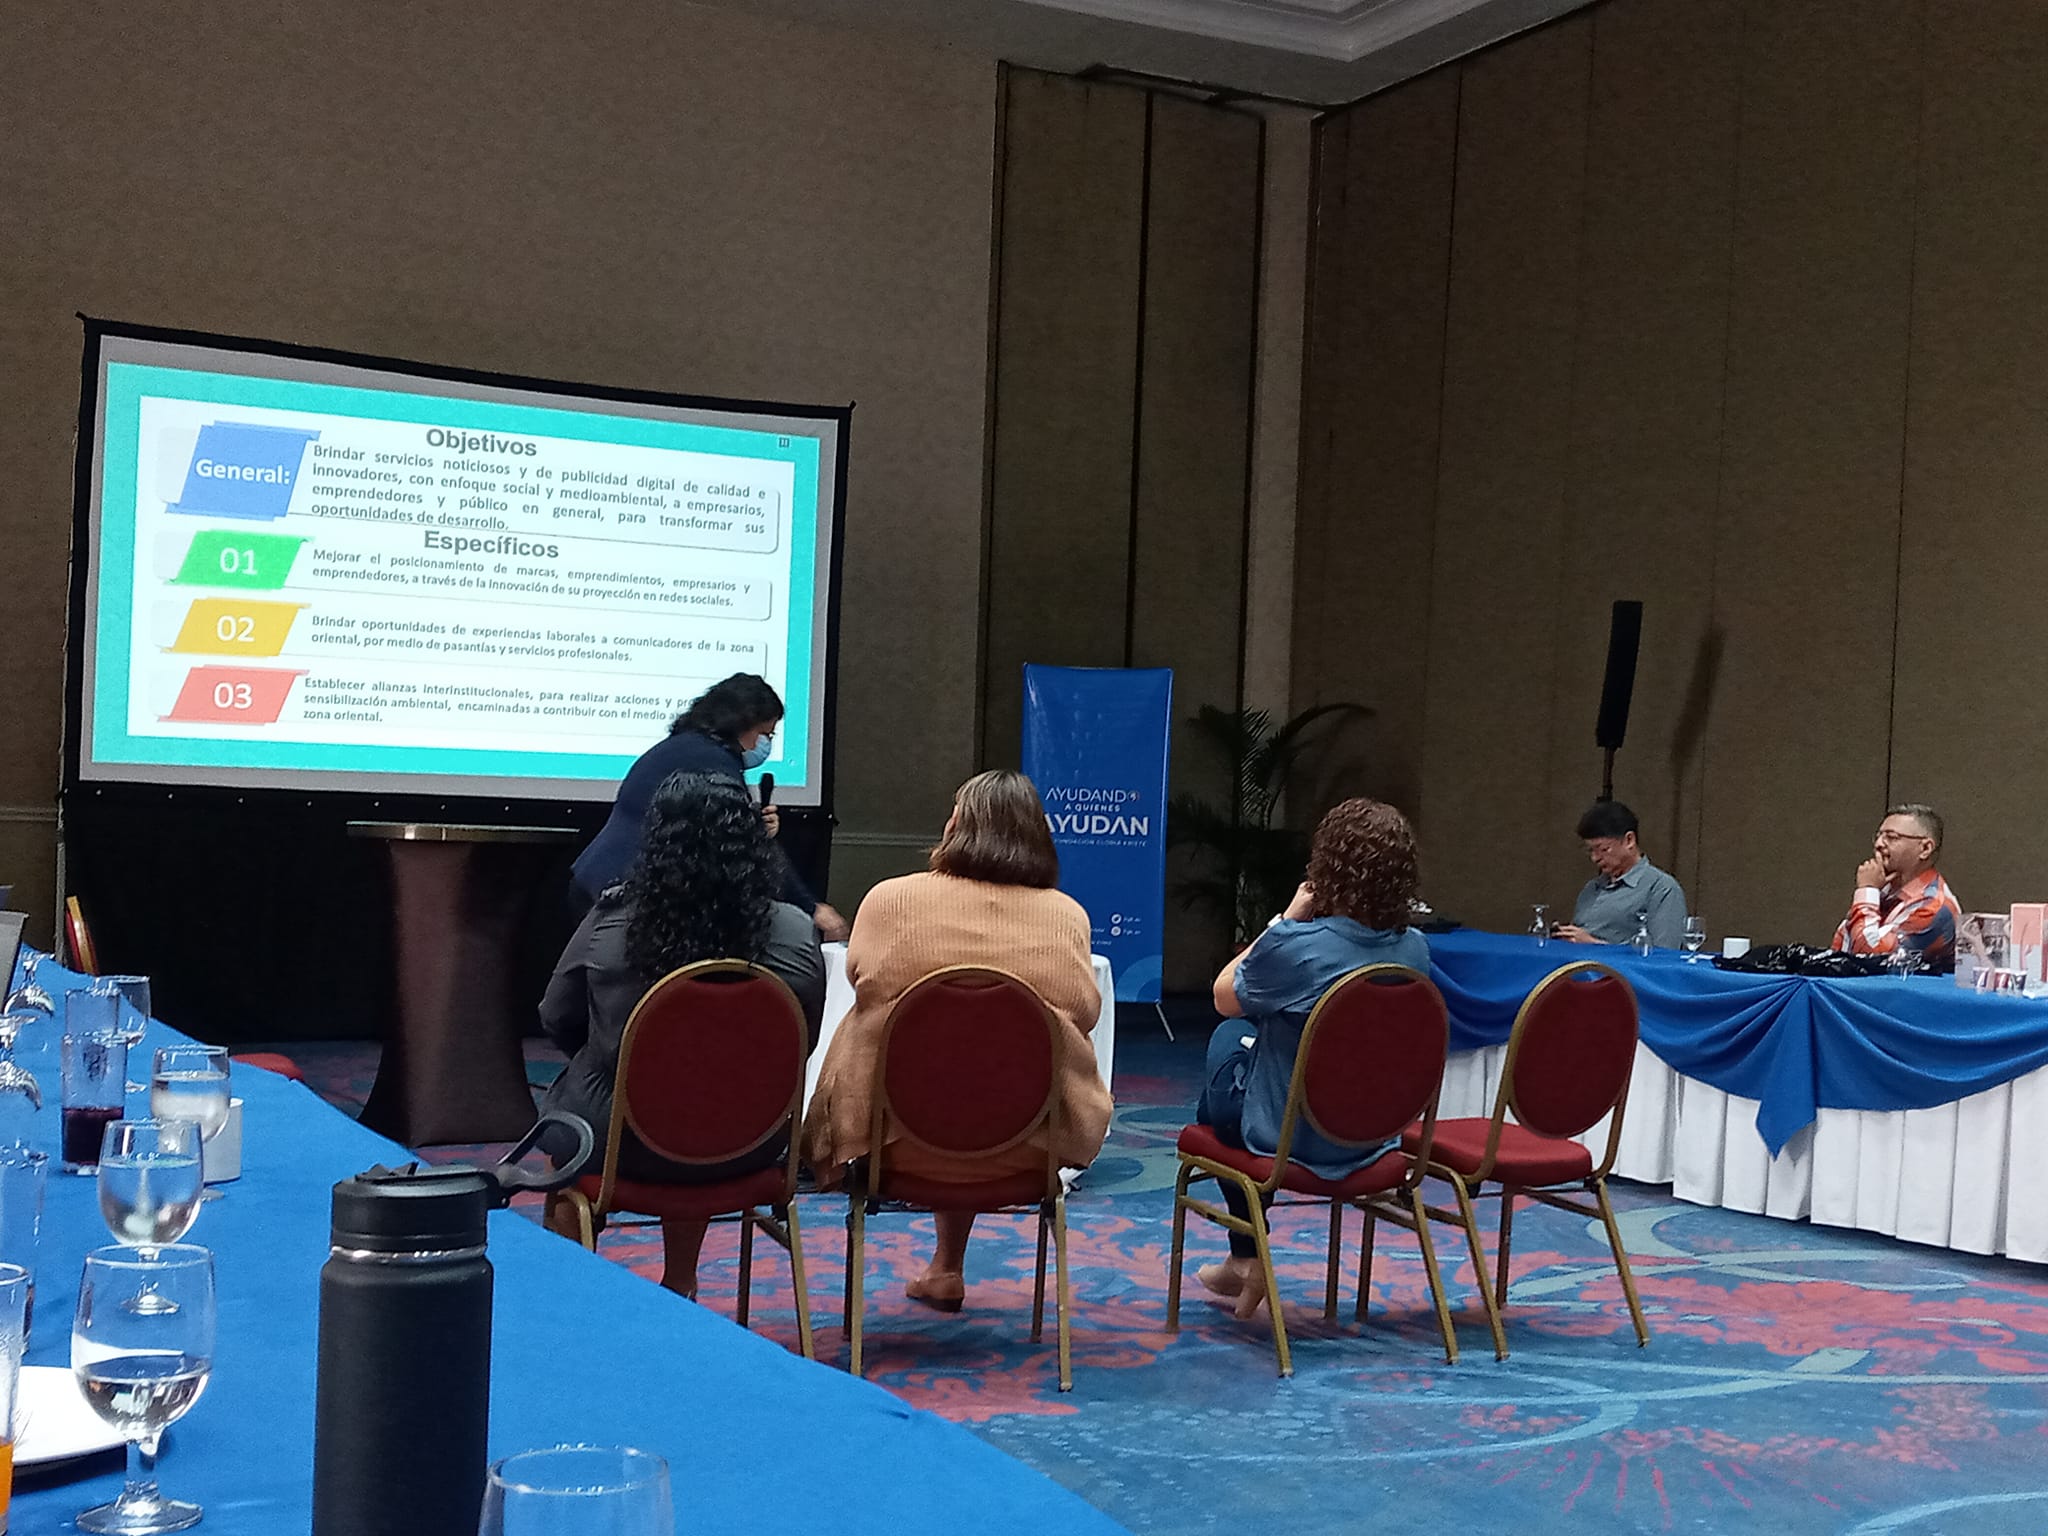 Objetivos
General:
Brindar servicios noticiosos y de publicidad digital de calidad e
innovadores, con enfoque social y medioambiental, a empresarios,
emprendedores y público en general, para transformar sus
oportunidades de desarrollo.
Específicos
01
Mejorar el posicionamiento de marcas, emprendimientos, empresarios y
emprendedores, a través de la innovación de su proyección en redes sociales.
02
Brindar oportunidades de experiencias laborales a comunicadores de la zona
oriental, por medio de pasantías y servicios profesionales.
03
Establecer alianzas interinstitucionales, para realizar acciones y
sensibilización ambiental, encaminadas a contribuir con el medio
zona oriental.
AYUDANDO
A QUIENES
AYUDAN
FUNDACIÓN GLORIA KRIETE